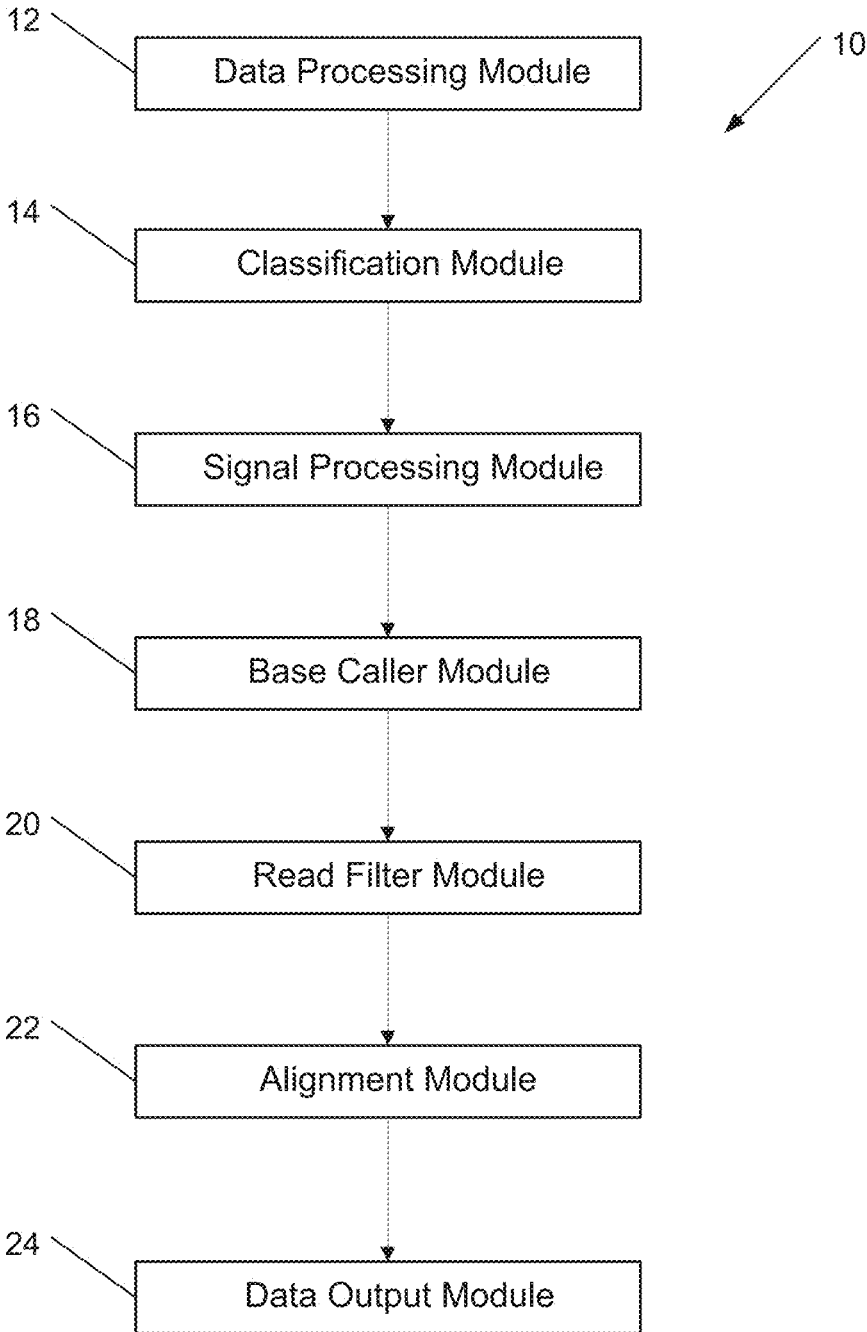 12
Data Processing Module
10
14
Classification Module
16
Signal Processing Module
18
Base Caller Module
20
Read Filter Module
22
Alignment Module
24
Data Output Module